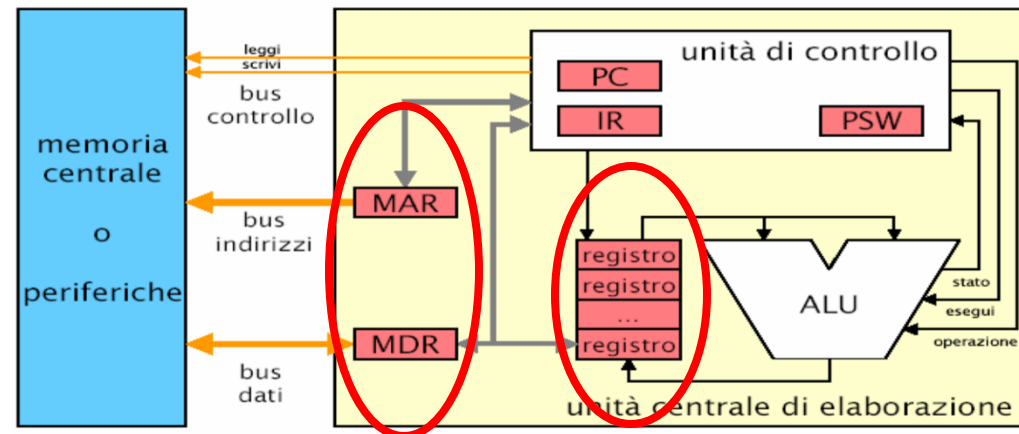 leggi
scrivi
bus
controllo
memoria
centrale
o
periferiche
bus
indirizzi
bus
dati
MAR
MDR
unità di controllo
PC
IR
PSW
registro
registro
...
registro
ALU
stato
esegui
operazione
unità centrale di elaborazione